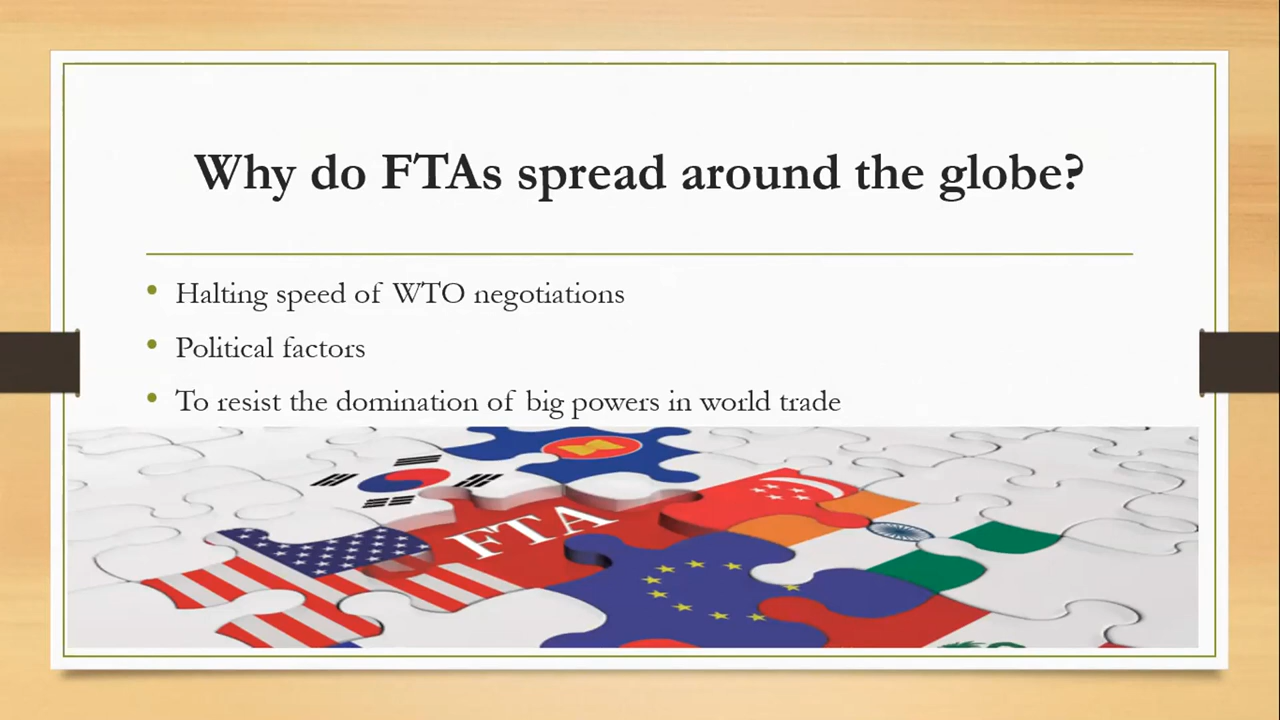 Why do FTAs spread around the globe?
• Halting speed of WTO negotiations
• Political factors
• To resist the domination of big powers in world trade
FTA